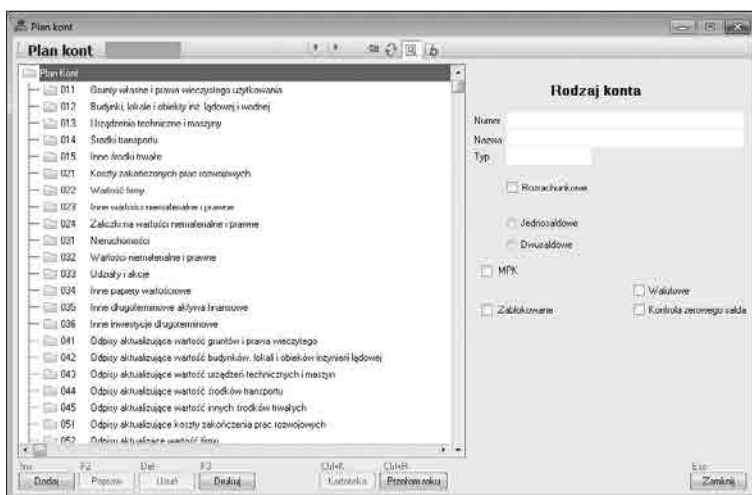 Plan kont
Plan kont
Plan Kont
011 Grunty własne i prawa wieczystego użytkowania
012 Budynki, lokale i obiekty inż. lądowej i wodnej
013 Urządzenia techniczne i maszyny
014 Środki transportu
015 Inne środki trwałe
021 Koszty zakończonych prac rozwojowych
022 Wartość firmy
023 Inne wartości niematerialne i prawne
024 Zaliczki na wartości niematerialne i prawne
031 Nieruchomości
032 Wartości niematerialne i prawne
033 Udziały i akcje
034 Inne papiery wartościowe
035 Inne długoterminowe aktywa finansowe
036 Inne inwestycje długoterminowe
041 Odpisy aktualizujące wartość gruntów i prawa wieczystego
042 Odpisy aktualizujące wartość budynków, lokali i obiektów inżynierii lądowej
043 Odpisy aktualizujące wartość urządzeń technicznych i maszyn
044 Odpisy aktualizujące wartość środków transportu
045 Odpisy aktualizujące wartość innych środków trwałych
051 Odpisy aktualizujące koszty zakończenia prac rozwojowych
052 Odpisy aktualizujące wartość firmy
Rodzaj konta
Numer
Nazwa
Typ
Rozrachunkowe
Jednosaldowe
Dwusaldowe
MPK
Walutowe
Zablokowane Kontrola zerowego salda
Ins F2 Del F3 Ctrl+K Ctrl+R Esc
Dodaj Popraw Usuń Drukuj Kartoteka Przełom roku Zamknij